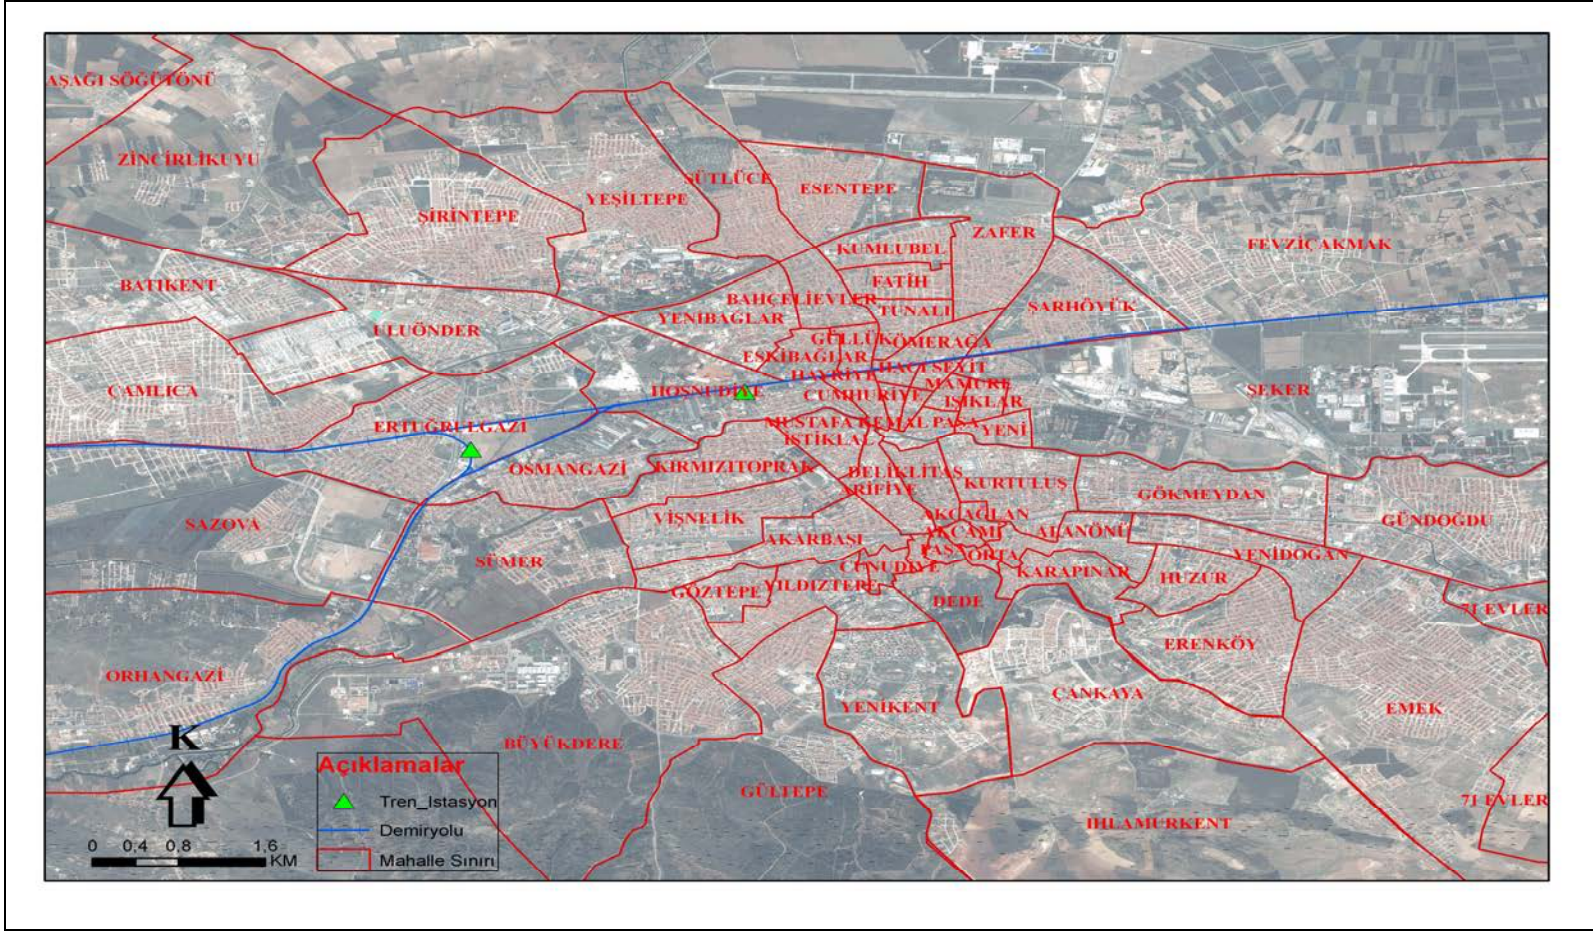 AŞAĞI SÖĞÜTÖNÜ
ZİNCİRLİKUYU
SÜTLÜCE
ESENTEPE
YEŞİLTEPE
ŞİRİNTEPE
ZAFER
KUMLUBEL
FEVZİÇAKMAK
BATIKENT
FATİH
BAHÇELİEVLER
TUNALI
ŞARHÖYÜK
YENİBAĞLAR
ULUÖNDER
GÜLLÜK
ÖMERAĞA
ESKİBAĞLAR
HACI SEYİT
HAYRİYE
MAMURE
ÇAMLICA
HOŞNUDİYE
CUMHURİYE
IŞIKLAR
ŞEKER
ERTUĞRULGAZİ
MUSTAFA KEMAL PAŞA
YENİ
İSTİKLAL
OSMANGAZİ
KIRMIZITOPRAK
DELİKLİTAŞ
KURTULUŞ
ARİFİYE
GÖKMEYDAN
SAZOVA
VİŞNELİK
AKÇAĞLAN
GÜNDOĞDU
AKARBAŞI
AKCAMİ
ALANÖNÜ
PAŞA
ORTA
YENİDOĞAN
SÜMER
CUNUDİYE
KARAPINAR
HUZUR
GÖZTEPE
YILDIZTEPE
DEDE
71 EVLER
ERENKÖY
ORHANGAZİ
ÇANKAYA
YENİKENT
EMEK
K
BÜYÜKDERE
GÜLTEPE
71 EVLER
IHLAMURKENT
Açıklamalar
Tren_Istasyon
Demiryolu
Mahalle Sınırı
0 0,4 0,8 1,6
KM